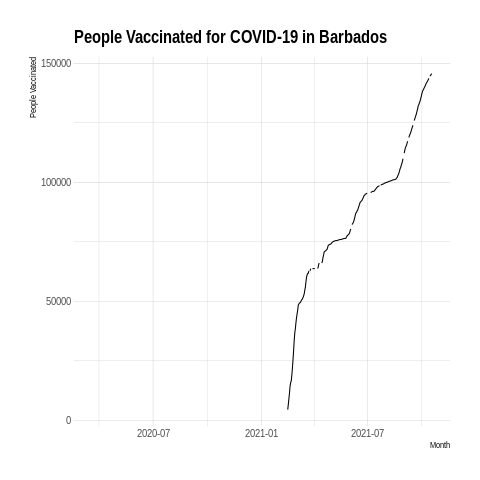 People Vaccinated for COVID-19 in Barbados
People Vaccinated
150000
100000
50000
0
2020-07 2021-01 2021-07
Month